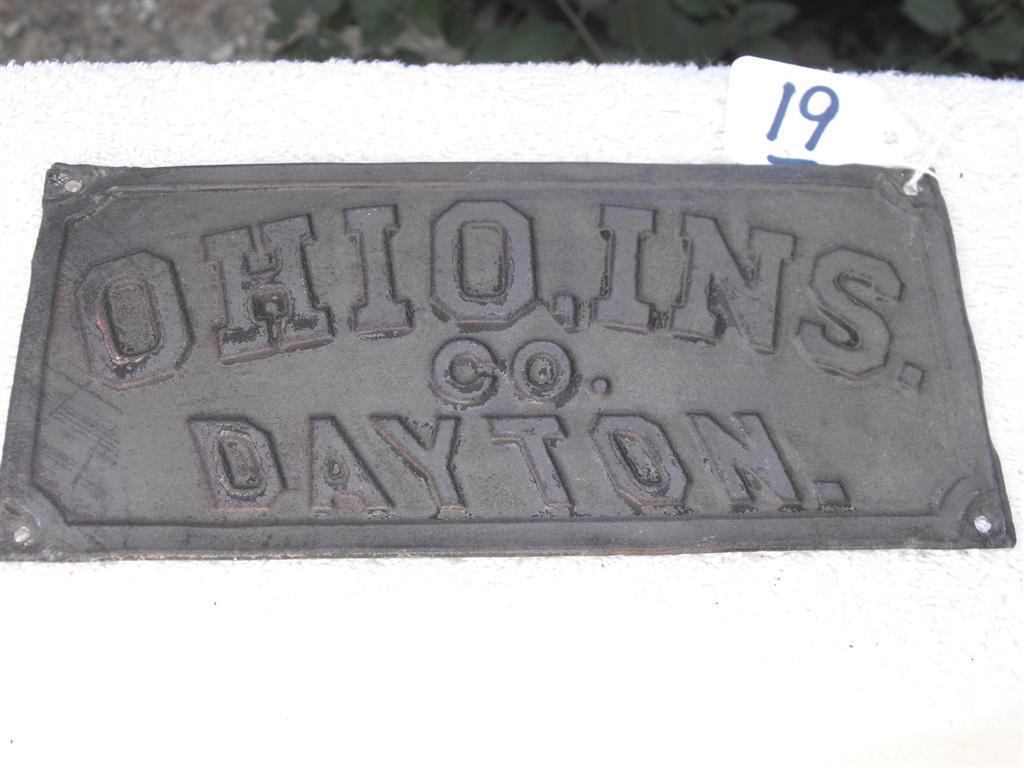 19
OHIO, INS.
CO.
DAYTON.